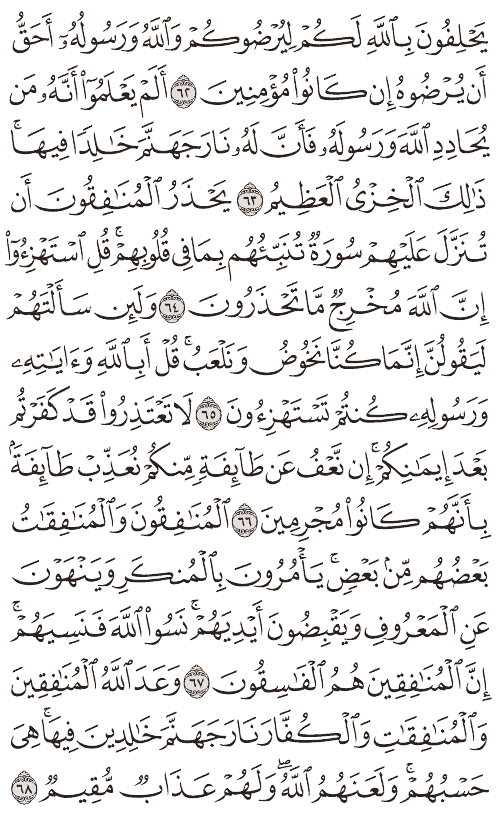 يَحْلِفُونَ بِٱللَّهِ لَكُمْ لِيُرْضُوكُمْ وَٱللَّهُ وَرَسُولُهُۥٓ أَحَقُّ
أَن يُرْضُوهُ إِن كَانُوا۟ مُؤْمِنِينَ ٦٢ أَلَمْ يَعْلَمُوٓا۟ أَنَّهُۥ مَن
يُحَادِدِ ٱللَّهَ وَرَسُولَهُۥ فَأَنَّ لَهُۥ نَارَ جَهَنَّمَ خَٰلِدًا فِيهَا ۚ
ذَٰلِكَ ٱلْخِزْىُ ٱلْعَظِيمُ ٦٣ يَحْذَرُ ٱلْمُنَٰفِقُونَ أَن
تُنَزَّلَ عَلَيْهِمْ سُورَةٌ تُنَبِّئُهُم بِمَا فِى قُلُوبِهِمْ ۚ قُلِ ٱسْتَهْزِءُوٓا۟
إِنَّ ٱللَّهَ مُخْرِجٌ مَّا تَحْذَرُونَ ٦٤ وَلَئِن سَأَلْتَهُمْ
لَيَقُولُنَّ إِنَّمَا كُنَّا نَخُوضُ وَنَلْعَبُ ۚ قُلْ أَبِٱللَّهِ وَءَايَٰتِهِۦ
وَرَسُولِهِۦ كُنتُمْ تَسْتَهْزِءُونَ ٦٥ لَا تَعْتَذِرُوا۟ قَدْ كَفَرْتُم
بَعْدَ إِيمَٰنِكُمْ ۚ إِن نَّعْفُ عَن طَآئِفَةٍ مِّنكُمْ نُعَذِّبْ طَآئِفَةًۢ
بِأَنَّهُمْ كَانُوا۟ مُجْرِمِينَ ٦٦ ٱلْمُنَٰفِقُونَ وَٱلْمُنَٰفِقَٰتُ
بَعْضُهُم مِّنۢ بَعْضٍ ۚ يَأْمُرُونَ بِٱلْمُنكَرِ وَيَنْهَوْنَ
عَنِ ٱلْمَعْرُوفِ وَيَقْبِضُونَ أَيْدِيَهُمْ ۚ نَسُوا۟ ٱللَّهَ فَنَسِيَهُمْ ۗ
إِنَّ ٱلْمُنَٰفِقِينَ هُمُ ٱلْفَٰسِقُونَ ٦٧ وَعَدَ ٱللَّهُ ٱلْمُنَٰفِقِينَ
وَٱلْمُنَٰفِقَٰتِ وَٱلْكُفَّارَ نَارَ جَهَنَّمَ خَٰلِدِينَ فِيهَا ۚ هِىَ
حَسْبُهُمْ ۚ وَلَعَنَهُمُ ٱللَّهُ ۖ وَلَهُمْ عَذَابٌ مُّقِيمٌ ٦٨